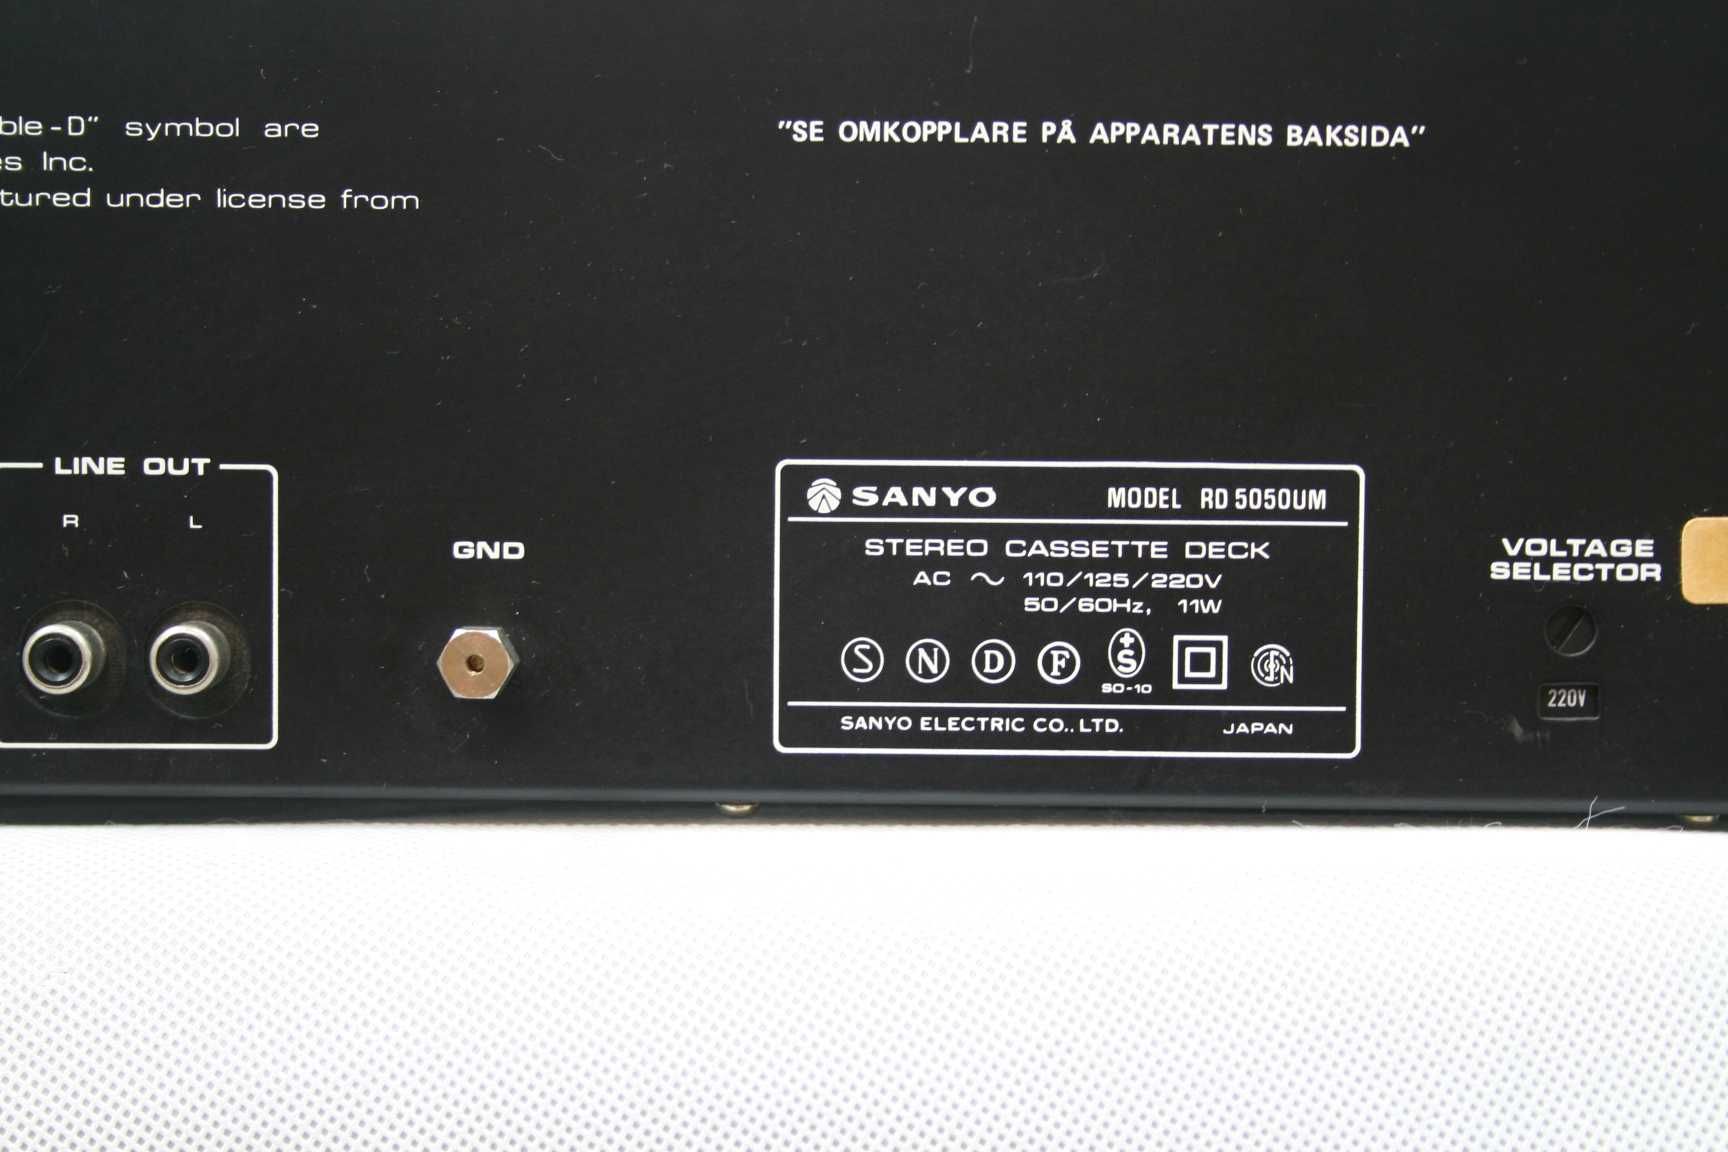 ble-D" symbol are
es Inc.
tured under license from
"SE OMKOPPLARE PÅ APPARATENS BAKSIDA"
LINE OUT
R L
GND
SANYO MODEL RD 5050UM
STEREO CASSETTE DECK
AC ~ 110/125/220V
50/60Hz, 11W
S N D F +S SN
SO-10
SANYO ELECTRIC CO.,LTD. JAPAN
VOLTAGE
SELECTOR
220V